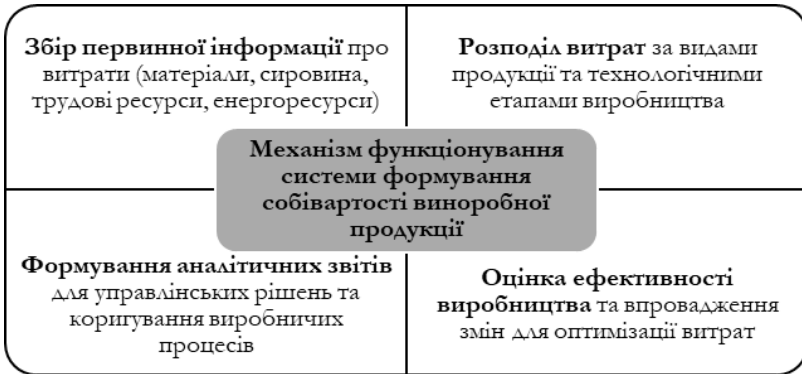 Збір первинної інформації про
витрати (матеріали, сировина,
трудові ресурси, енергоресурси)
Розподіл витрат за видами
продукції та технологічними
етапами виробництва
Механізм функціонування
системи формування
собівартості виноробної
продукції
Формування аналітичних звітів
для управлінських рішень та
коригування виробничих
процесів
Оцінка ефективності
виробництва та впровадження
змін для оптимізації витрат